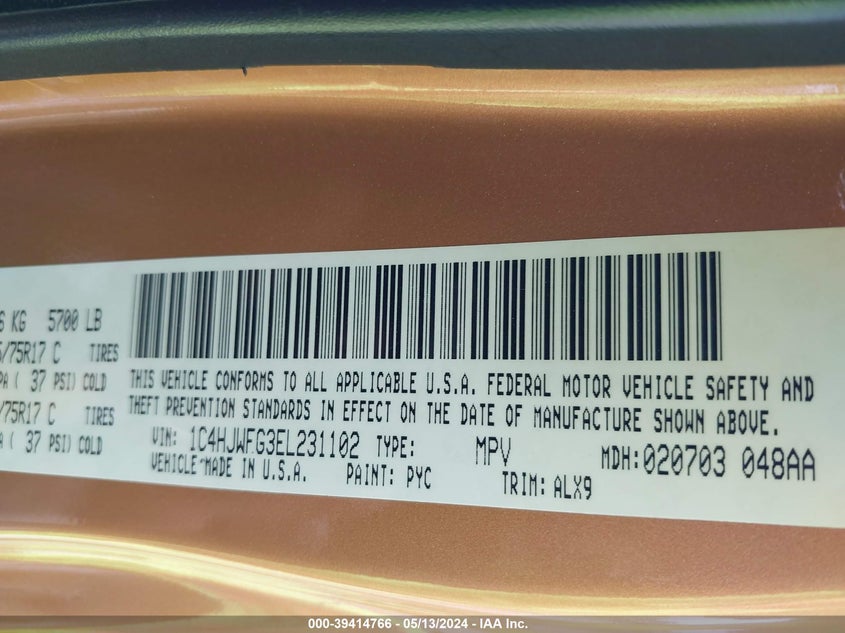 6 KG 5700 LB
/75R17 C TIRES
PA ( 37 PSI) COLD
/75R17 C TIRES
A ( 37 PSI) COLD
THIS VEHICLE CONFORMS TO ALL APPLICABLE U.S.A. FEDERAL MOTOR VEHICLE SAFETY AND
THEFT PREVENTION STANDARDS IN EFFECT ON THE DATE OF MANUFACTURE SHOWN ABOVE.
VIN: 1C4HJWFG3EL231102 TYPE: MPV MDH:020703 048AA
VEHICLE MADE IN U.S.A. PAINT: PYC TRIM: ALX9
000-39414766 - 05/13/2024 - IAA Inc.